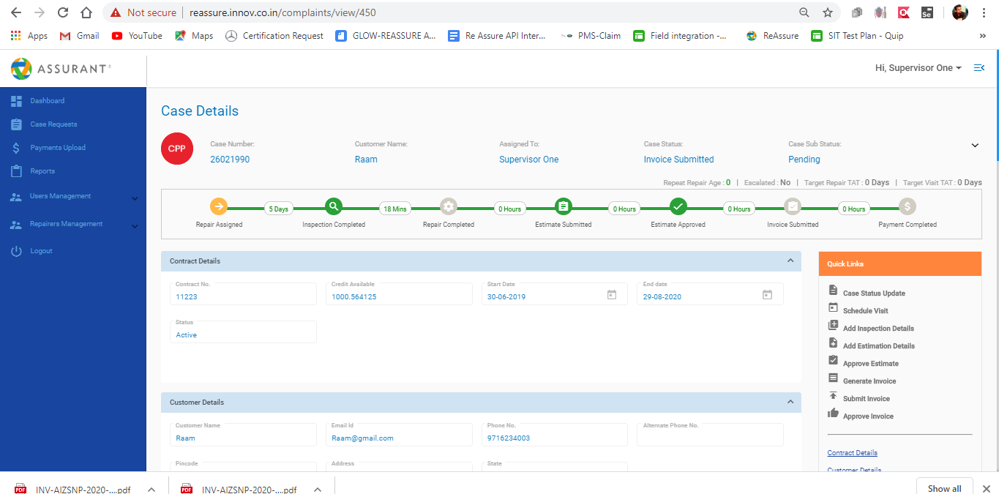 Not secure | reassure.innov.co.in/complaints/view/450
Apps Gmail YouTube Maps Certification Request GLOW-REASSURE A... Re Assure API Inter... PMS-Claim Field integration -... ReAssure SIT Test Plan - Quip »
ASSURANT®
Hi, Supervisor One
Dashboard
Case Requests
Payments Upload
Reports
Users Management
Repairers Management
Logout
Case Details
CPP
Case Number: Customer Name: Assigned To: Case Status: Case Sub Status:
26021990 Raam Supervisor One Invoice Submitted Pending
Repeat Repair Age : 0 | Escalated : No | Target Repair TAT : 0 Days | Target Visit TAT : 0 Days
5 Days 18 Mins 0 Hours 0 Hours 0 Hours 0 Hours
Repair Assigned Inspection Completed Repair Completed Estimate Submitted Estimate Approved Invoice Submitted Payment Completed
Contract Details
Contract No. Credit Available Start Date End date
11223 1000.564125 30-06-2019 29-08-2020
Status
Active
Customer Details
Customer Name Email Id Phone No. Alternate Phone No.
Raam Raam@gmail.com 9716234003
Pincode Address State
Quick Links
Case Status Update
Schedule Visit
Add Inspection Details
Add Estimation Details
Approve Estimate
Generate Invoice
Submit Invoice
Approve Invoice
Contract Details
Customer Details
INV-AIZSNP-2020-....pdf INV-AIZSNP-2020-....pdf Show all